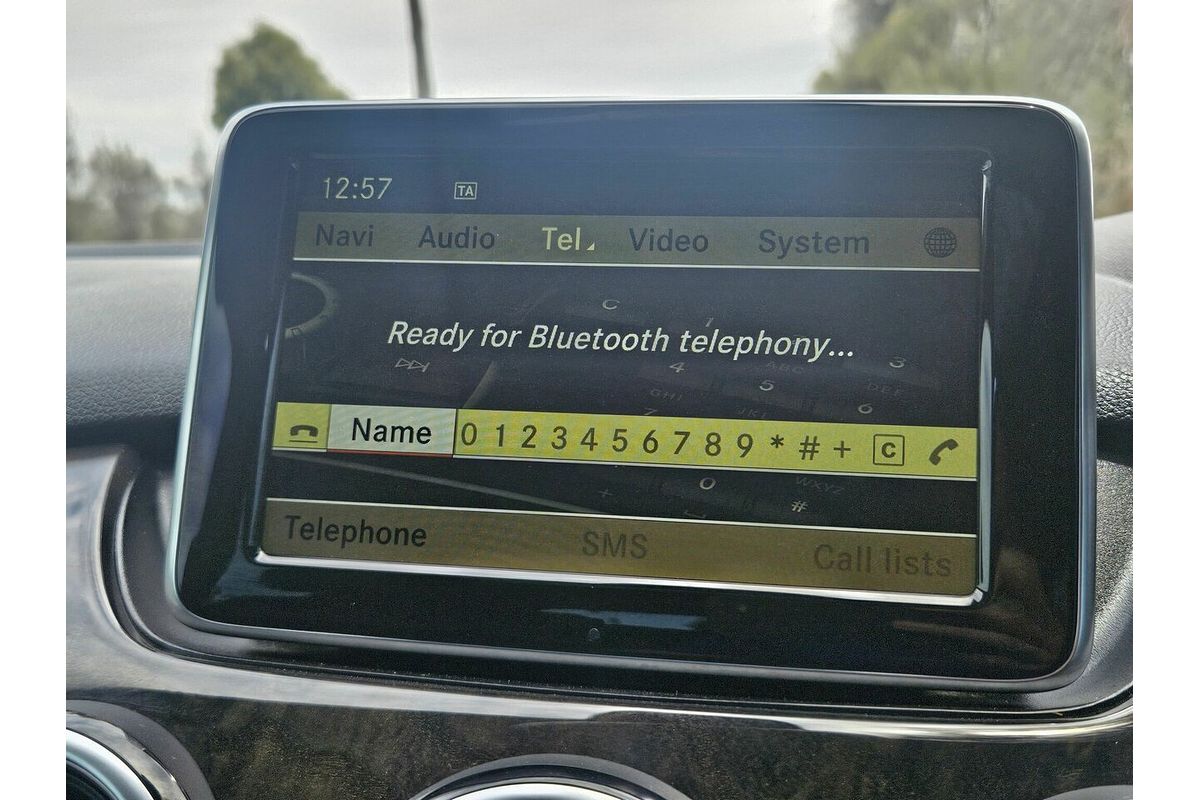 12:57 TA
Navi Audio Tel Video System
Ready for Bluetooth telephony...
Name 0 1 2 3 4 5 6 7 8 9 * # + C
Telephone SMS Call lists